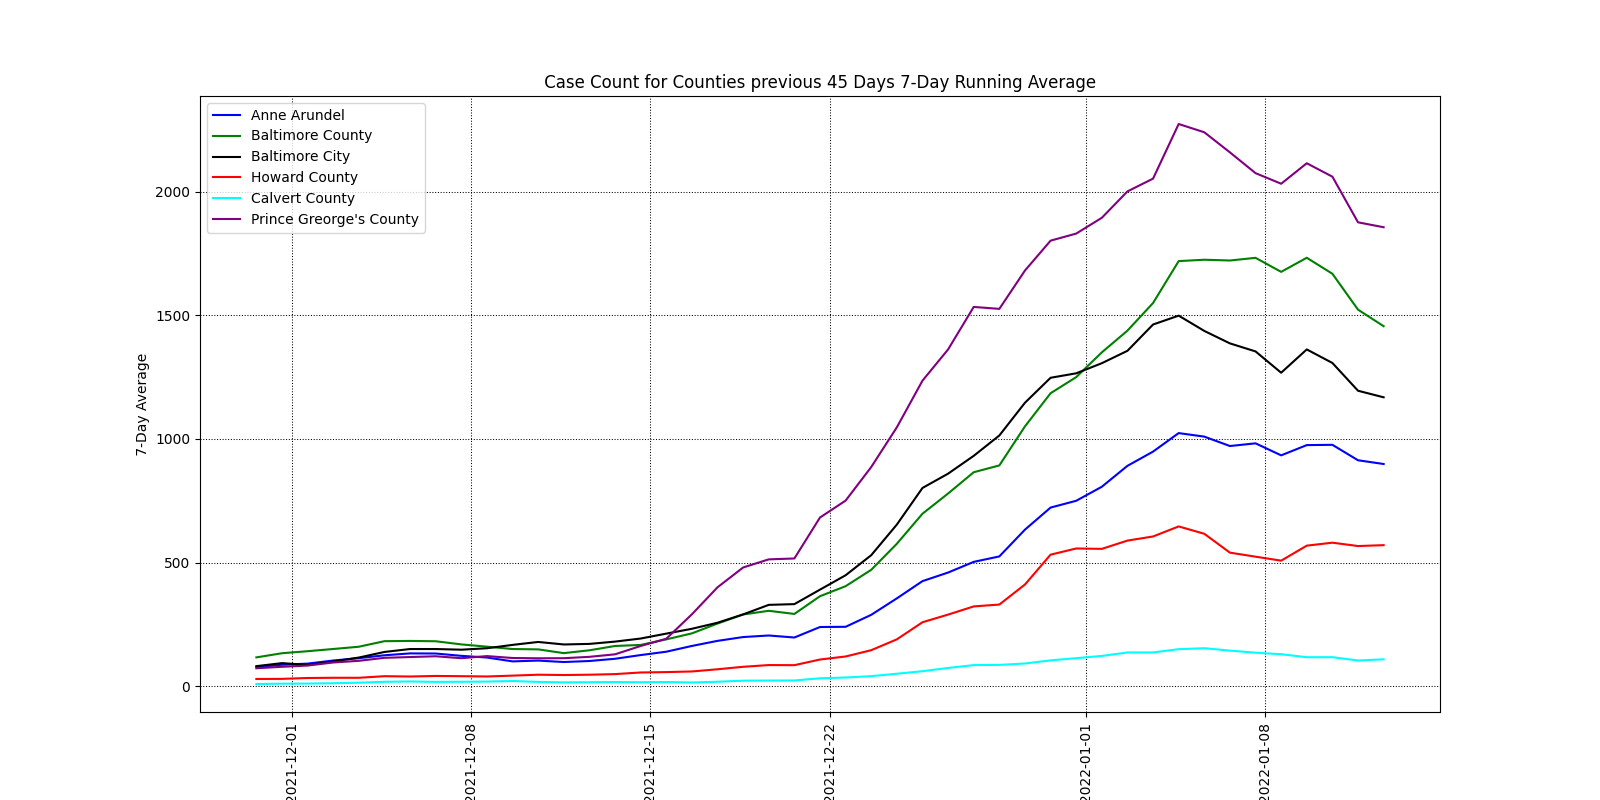 Case Count for Counties previous 45 Days 7-Day Running Average
Anne Arundel
Baltimore County
Baltimore City
Howard County
Calvert County
Prince Greorge's County
7-Day Average
2000
1500
1000
500
0
2021-12-01
2021-12-08
2021-12-15
2021-12-22
2022-01-01
2022-01-08